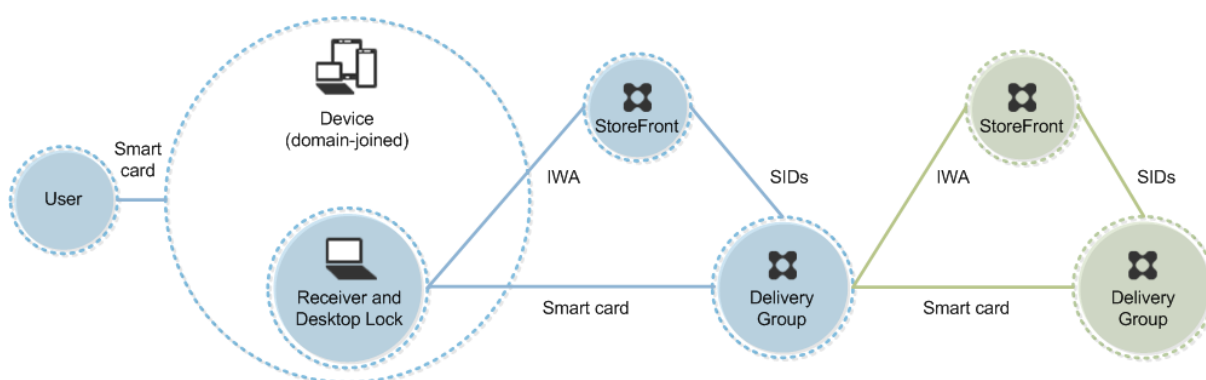 Smart
card
User
Device
(domain-joined)
Receiver and
Desktop Lock
IWA
StoreFront
SIDs
Smart card
Delivery
Group
IWA
StoreFront
SIDs
Smart card
Delivery
Group